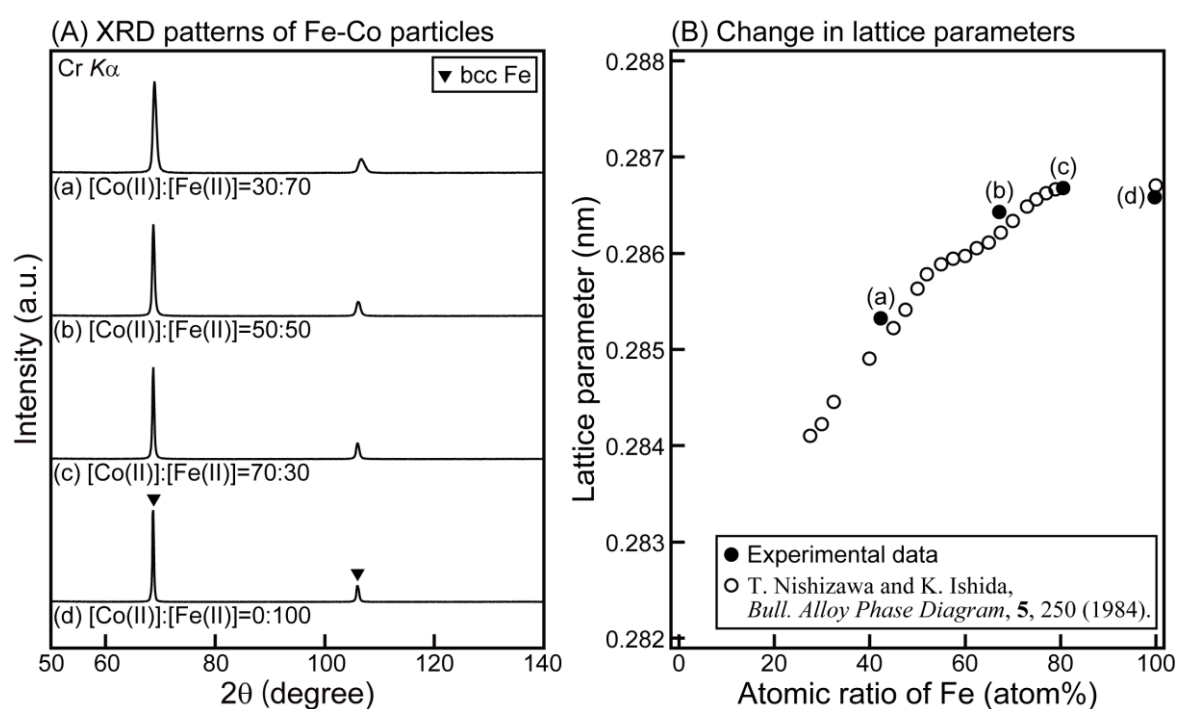 (A) XRD patterns of Fe-Co particles
Cr Kα
▼ bcc Fe
(a) [Co(II)]:[Fe(II)]=30:70
(b) [Co(II)]:[Fe(II)]=50:50
(c) [Co(II)]:[Fe(II)]=70:30
(d) [Co(II)]:[Fe(II)]=0:100
Intensity (a.u.)
50 60 80 100 120 140
2θ (degree)
(B) Change in lattice parameters
0.288
0.287
0.286
0.285
0.284
0.283
0.282
Lattice parameter (nm)
(a)
(b)
(c)
(d)
● Experimental data
○ T. Nishizawa and K. Ishida,
Bull. Alloy Phase Diagram, 5, 250 (1984).
0 20 40 60 80 100
Atomic ratio of Fe (atom%)